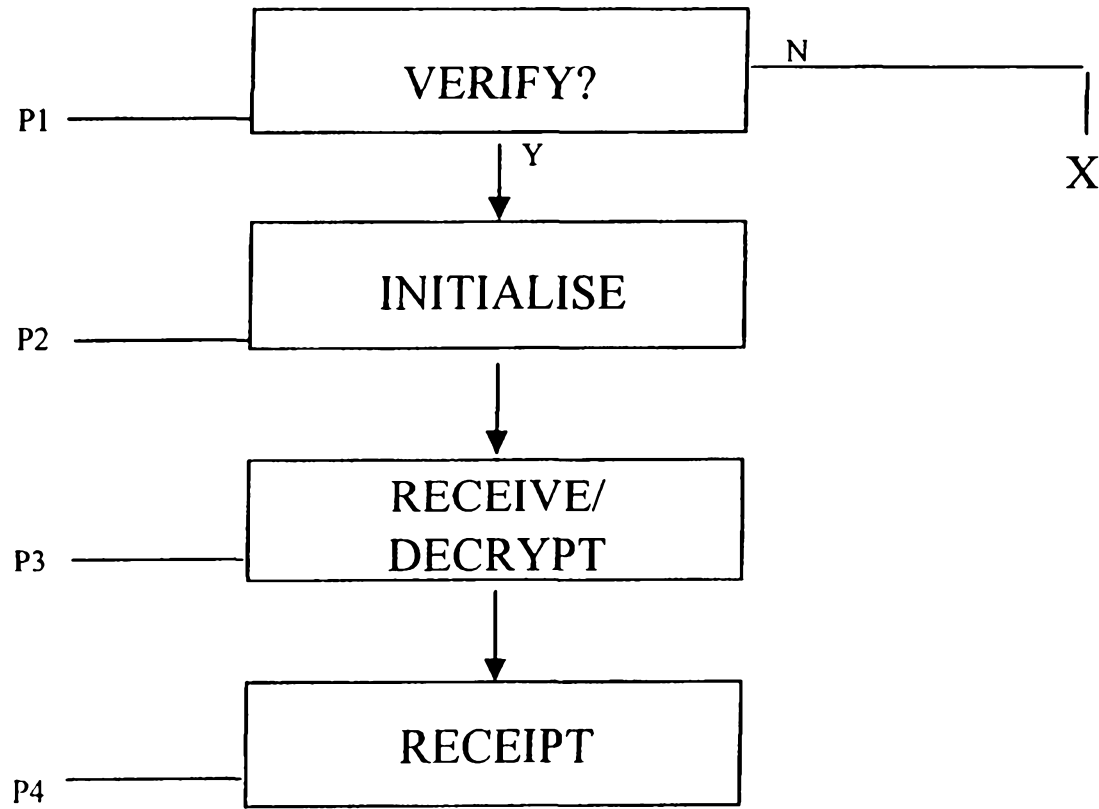 N
VERIFY?
P1
Y
X
INITIALISE
P2
RECEIVE/
DECRYPT
P3
RECEIPT
P4